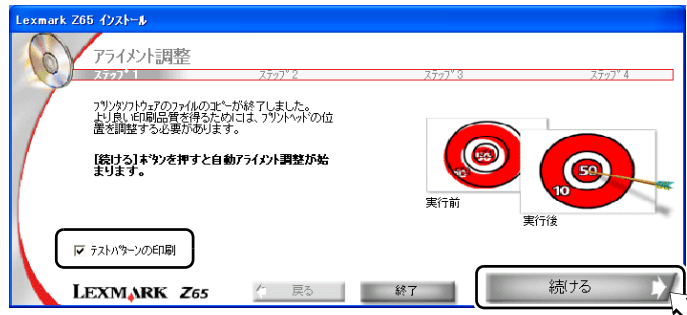 Lexmark Z65 インストール
アライメント調整
ステップ 1 ステップ 2 ステップ 3 ステップ 4
プリンタソフトウェアのファイルのコピーが終了しました。
より良い印刷品質を得るためには、プリントヘッドの位
置を調整する必要があります。
[続ける]ボタンを押すと自動アライメント調整が始
まります。
50
10
実行前
50
10
実行後
テストパターンの印刷
LEXMARK Z65
戻る 終了 続ける